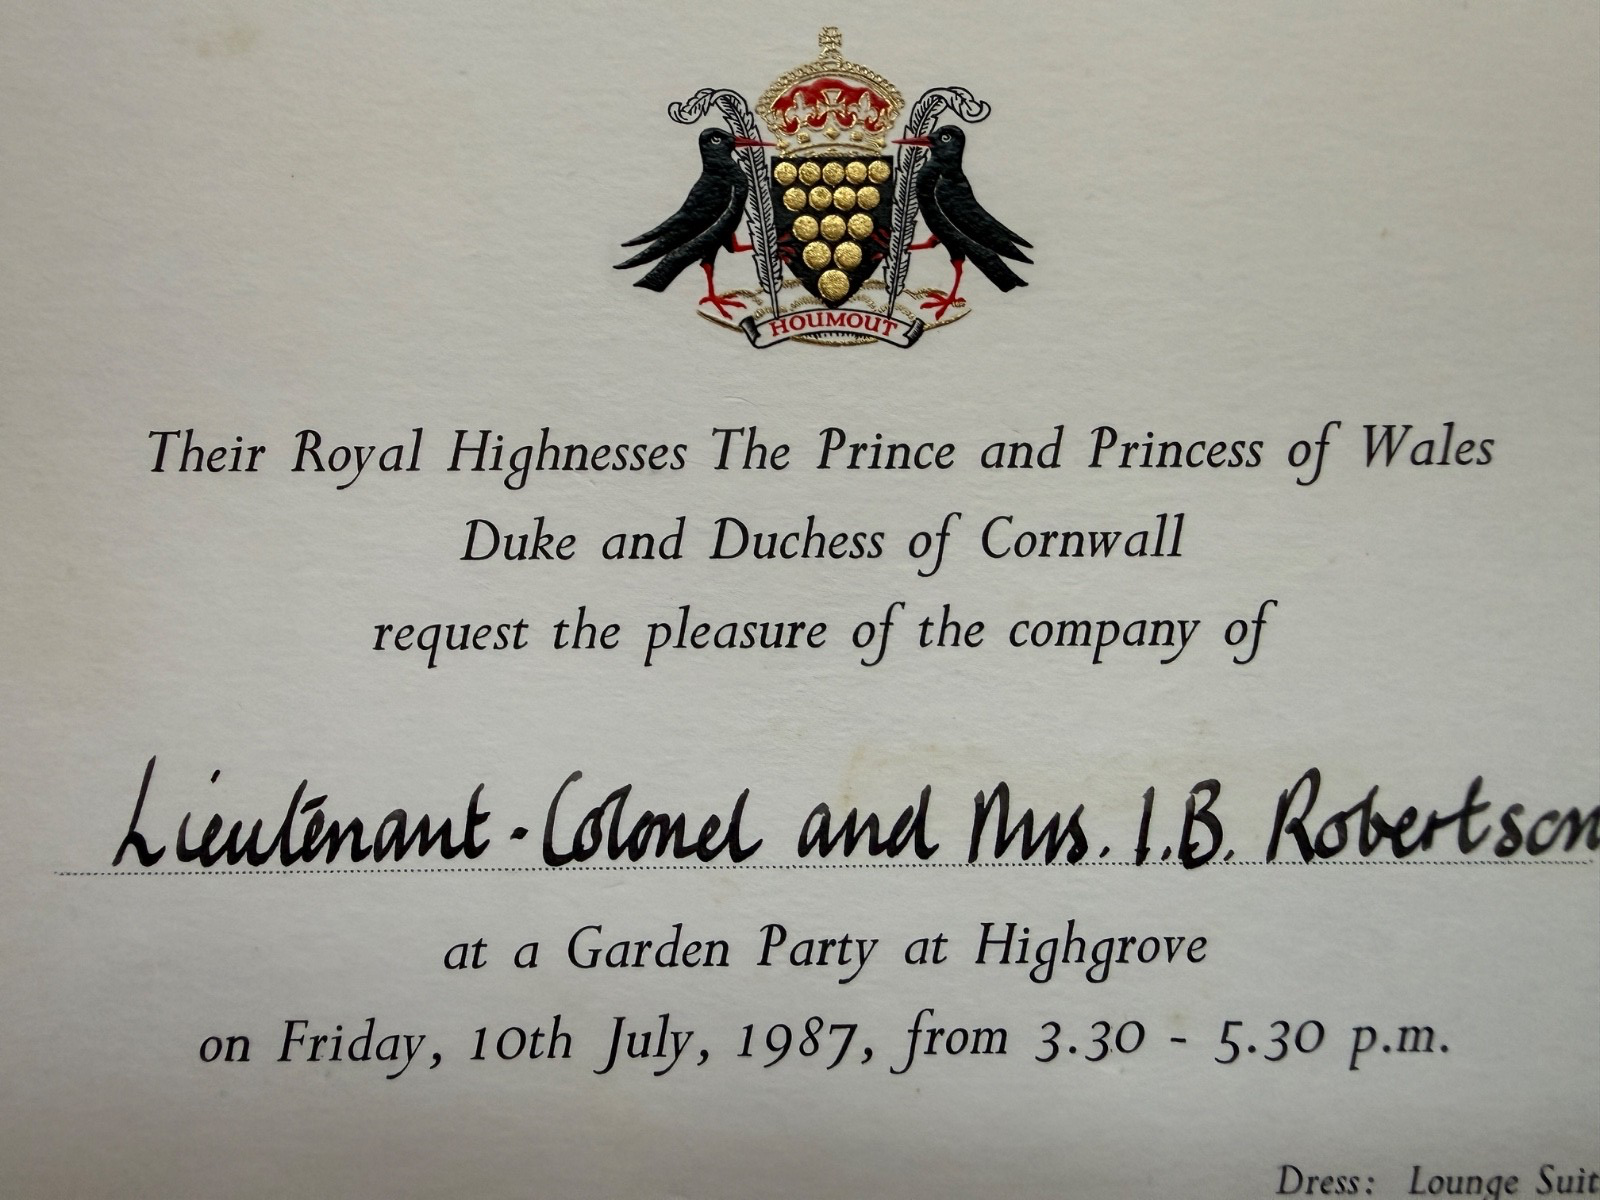 HOUMOUT
Their Royal Highnesses The Prince and Princess of Wales
Duke and Duchess of Cornwall
request the pleasure of the company of
Lieutenant-Colonel and Mrs. I.B. Robertson
at a Garden Party at Highgrove
on Friday, 10th July, 1987, from 3.30 - 5.30 p.m.
Dress: Lounge Suit